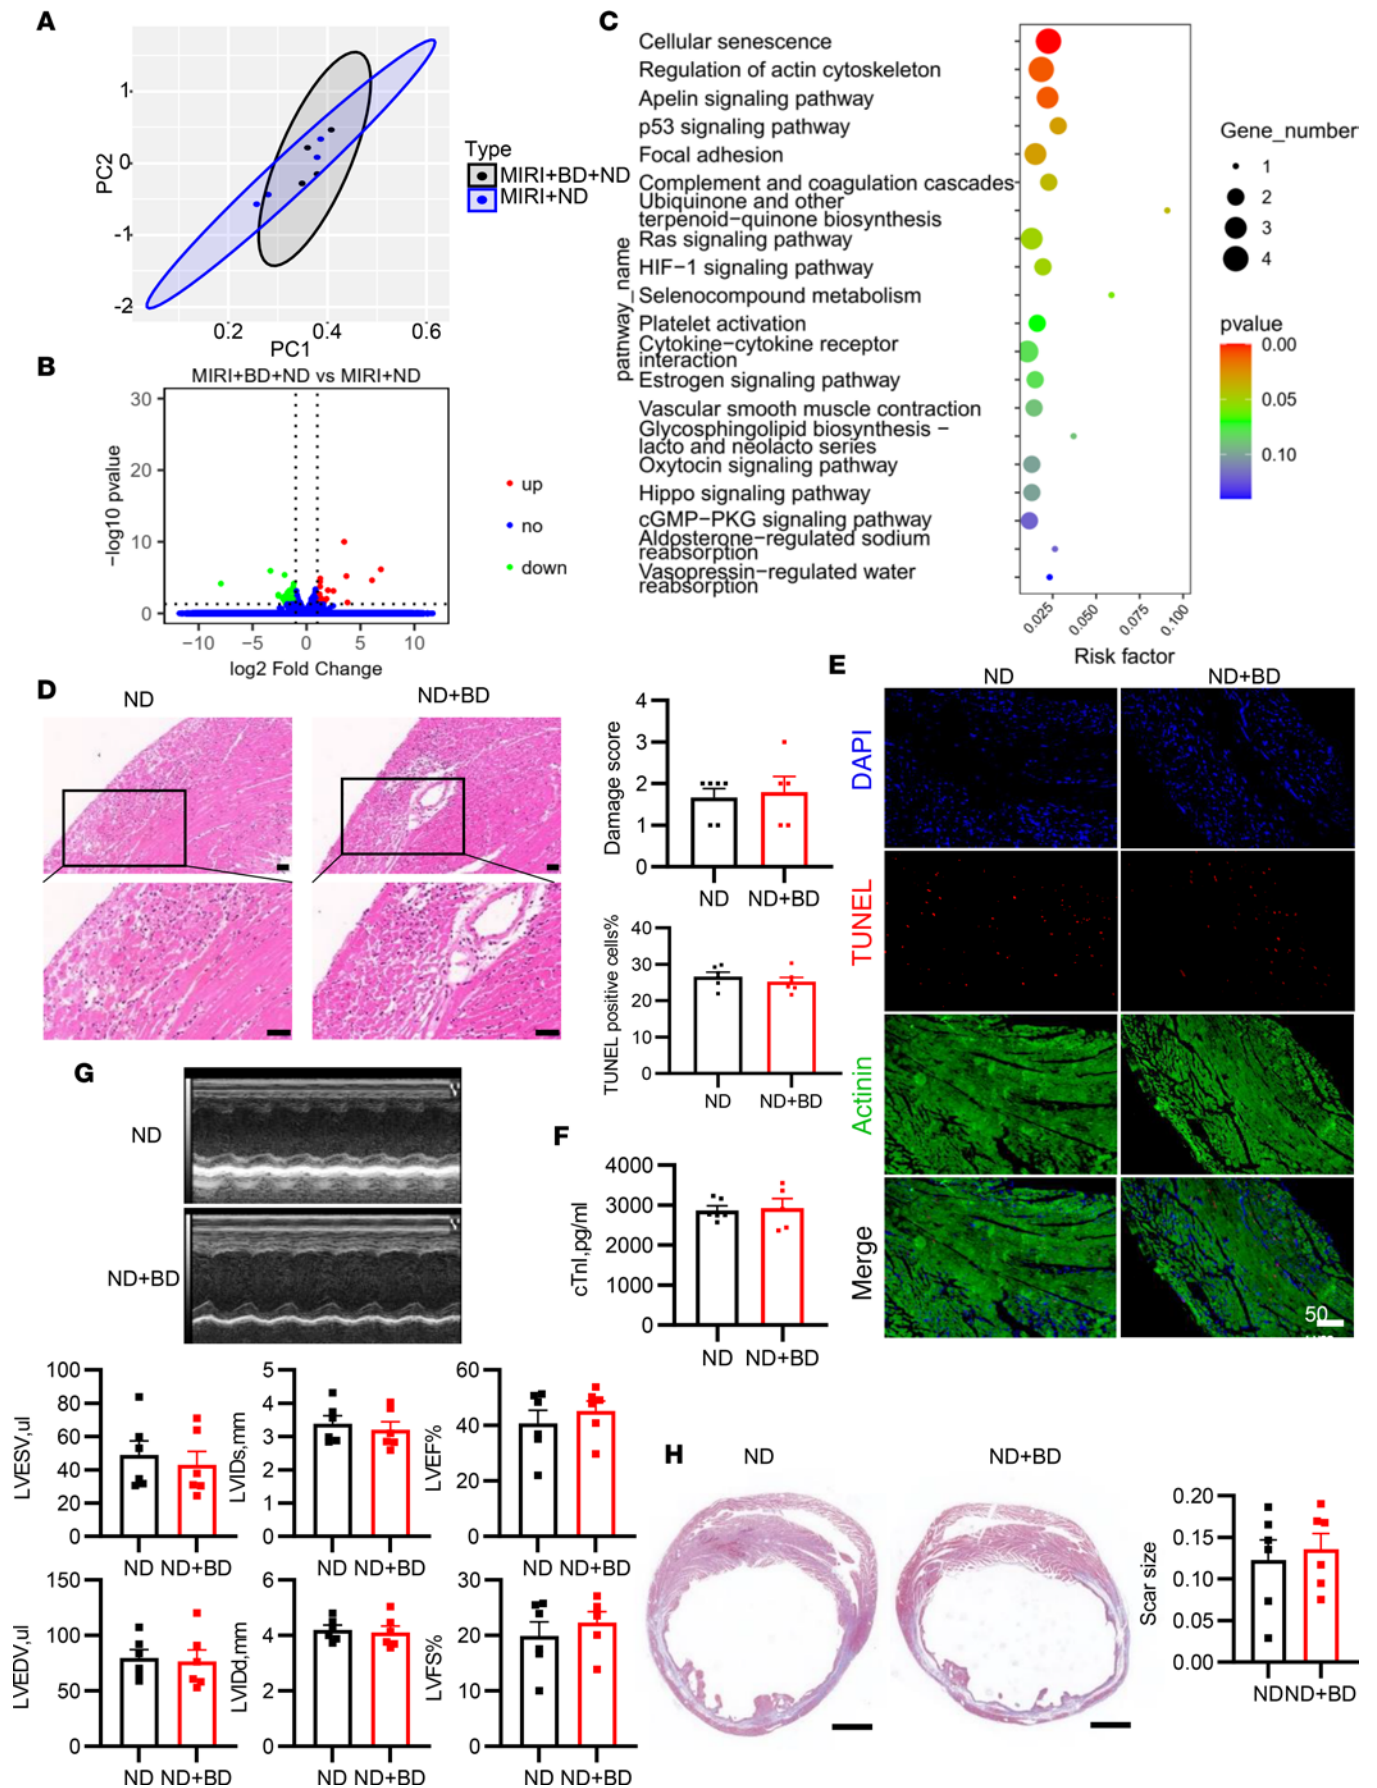 A
1
0
-1
-2
PC2
0.2
0.4
0.6
PC1
Type
MIRI+BD+ND
MIRI+ND
B
MIRI+BD+ND vs MIRI+ND
30
20
10
0
−log10 pvalue
−10
−5
0
5
10
log2 Fold Change
up
no
down
C
pathway_name
Cellular senescence
Regulation of actin cytoskeleton
Apelin signaling pathway
p53 signaling pathway
Focal adhesion
Complement and coagulation cascades
Ubiquinone and other
terpenoid−quinone biosynthesis
Ras signaling pathway
HIF−1 signaling pathway
Selenocompound metabolism
Platelet activation
Cytokine−cytokine receptor
interaction
Estrogen signaling pathway
Vascular smooth muscle contraction
Glycosphingolipid biosynthesis −
lacto and neolacto series
Oxytocin signaling pathway
Hippo signaling pathway
cGMP−PKG signaling pathway
Aldosterone−regulated sodium
reabsorption
Vasopressin−regulated water
reabsorption
0.025
0.050
0.075
0.100
Risk factor
Gene_number
1
2
3
4
pvalue
0.00
0.05
0.10
D
ND
ND+BD
4
3
2
1
0
Damage score
ND
ND+BD
40
30
20
10
0
TUNEL positive cells%
ND
ND+BD
E
ND
ND+BD
DAPI
TUNEL
Actinin
Merge
50
F
4000
3000
2000
1000
0
cTnI,pg/ml
ND
ND+BD
G
ND
ND+BD
100
80
60
40
20
0
LVESV,ul
ND
ND+BD
5
4
3
2
1
0
LVIDs,mm
ND
ND+BD
60
40
20
0
LVEF%
ND
ND+BD
150
100
50
0
LVEDV,ul
ND
ND+BD
6
4
2
0
LVIDd,mm
ND
ND+BD
30
20
10
0
LVFS%
ND
ND+BD
H
ND
ND+BD
0.20
0.15
0.10
0.05
0.00
Scar size
ND
ND+BD